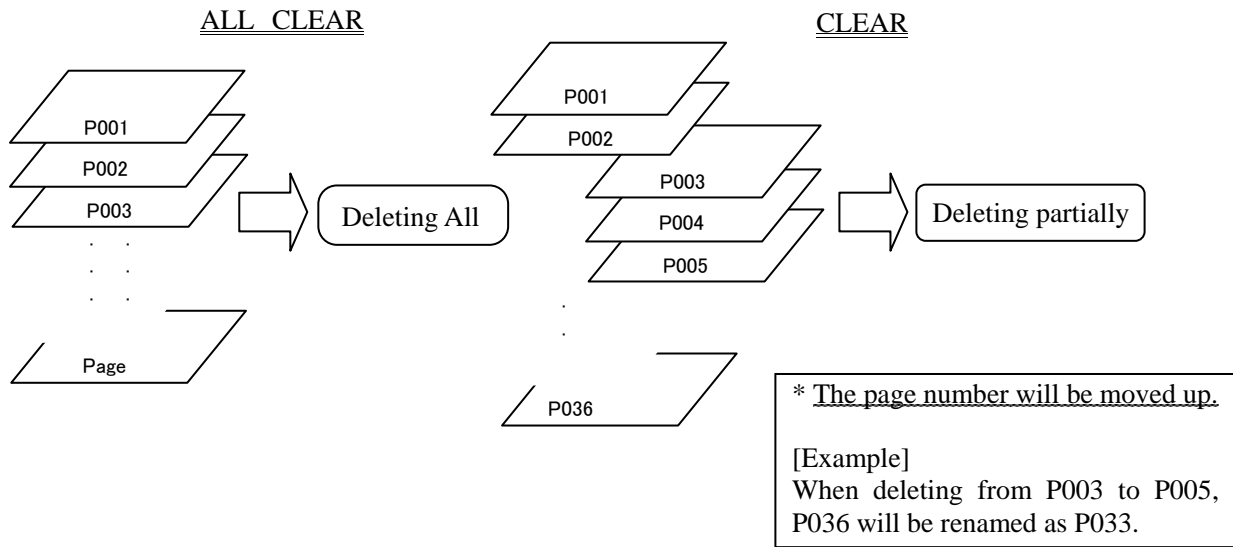 ALL CLEAR
P001
P002
P003
. .
. .
. .
Page
Deleting All
CLEAR
P001
P002
P003
P004
P005
.
.
P036
Deleting partially
* The page number will be moved up.
[Example]
When deleting from P003 to P005,
P036 will be renamed as P033.